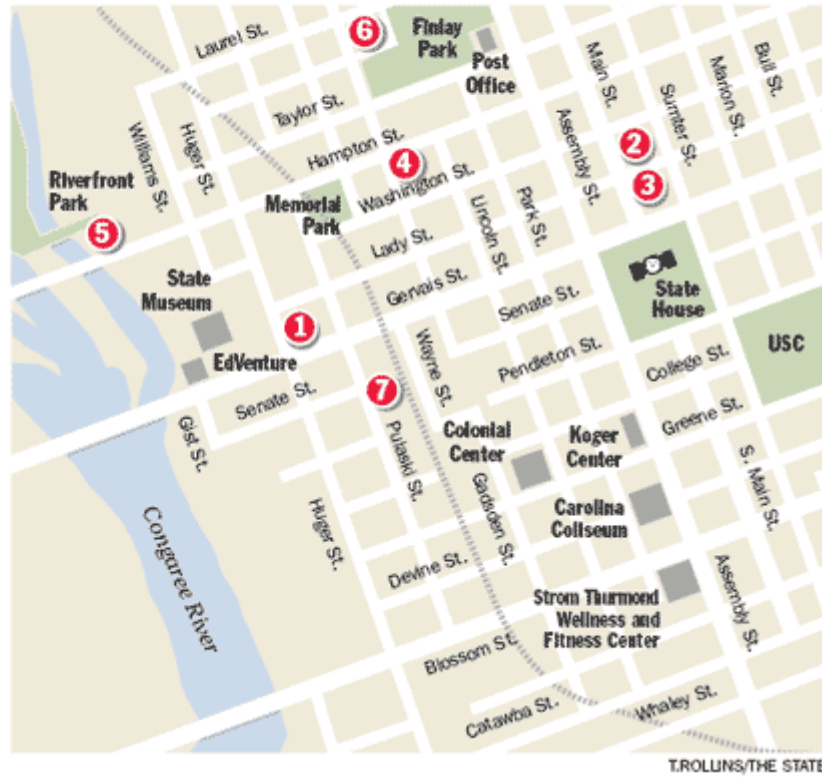 Laurel St.
6
Finlay
Park
Post
Office
Main St.
Bull St.
Marion St.
Sumter St.
Taylor St.
Williams St.
Huger St.
Hampton St.
Assembly St.
2
4
3
Riverfront
Park
5
Memorial
Park
Washington St.
Lincoln St.
Park St.
Lady St.
State
Museum
Gervais St.
Senate St.
State
House
1
EdVenture
Wayne St.
Pendleton St.
College St.
USC
Senate St.
7
Gist St.
Pulaski St.
Colonial
Center
Koger
Center
Greene St.
S. Main St.
Huger St.
Gadsden St.
Carolina
Coliseum
Congaree River
Devine St.
Assembly St.
Strom Thurmond
Wellness and
Fitness Center
Blossom St.
Catawba St.
Whaley St.
T.ROLLINS/THE STATE